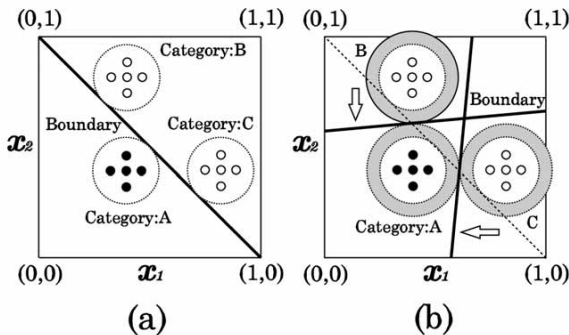 (0,1) (1,1) (0,1) (1,1)
Category:B
B
Boundary
Boundary
Category:C
x2
x2
Category:A
Category:A
C
(0,0) x1 (1,0) (0,0) x1 (1,0)
(a) (b)